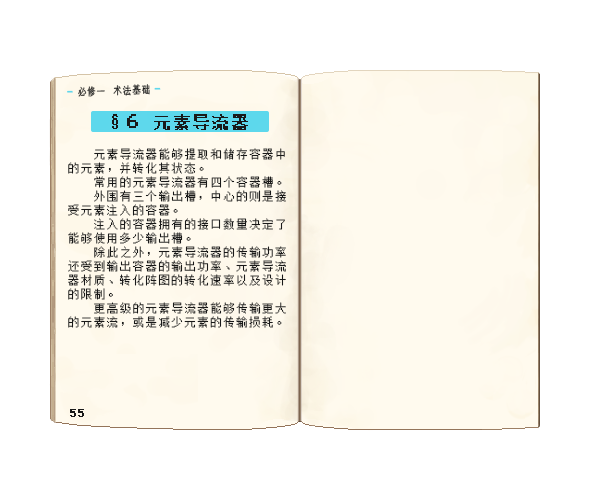 - 必修一 术法基础 -
§6 元素导流器
元素导流器能够提取和储存容器中
的元素，并转化其状态。
常用的元素导流器有四个容器槽。
外围有三个输出槽，中心的则是接
受元素注入的容器。
注入的容器拥有的接口数量决定了
能够使用多少输出槽。
除此之外，元素导流器的传输功率
还受到输出容器的输出功率、元素导流
器材质、转化阵图的转化速率以及设计
的限制。
更高级的元素导流器能够传输更大
的元素流，或是减少元素的传输损耗。
55